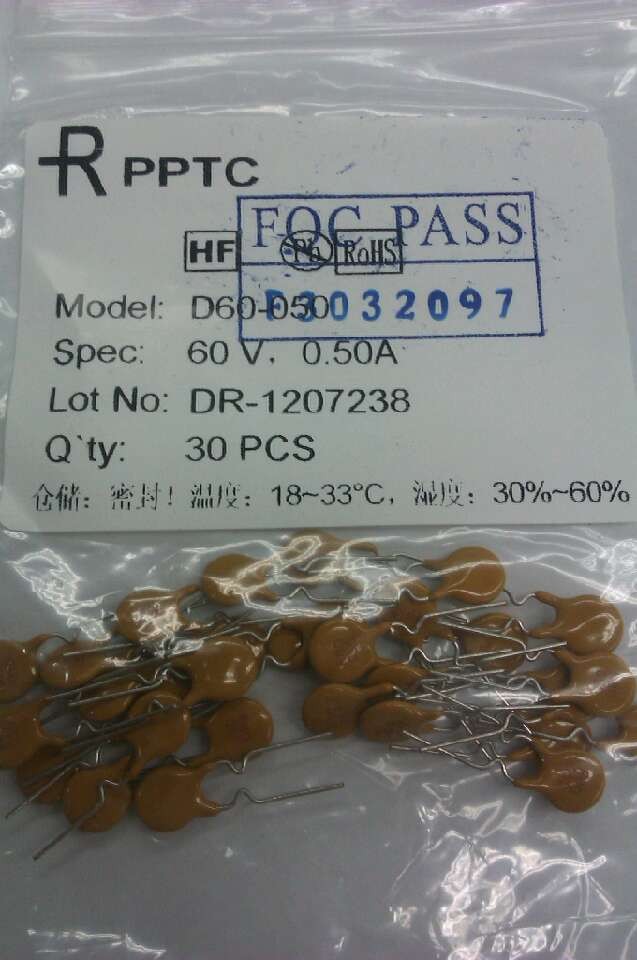 R PPTC
FQC PASS
HF Pb RoHS
Model: D60-050
032097
Spec: 60 V, 0.50A
Lot No: DR-1207238
Q`ty: 30 PCS
仓储: 密封! 温度: 18~33°C, 湿度: 30%~60%